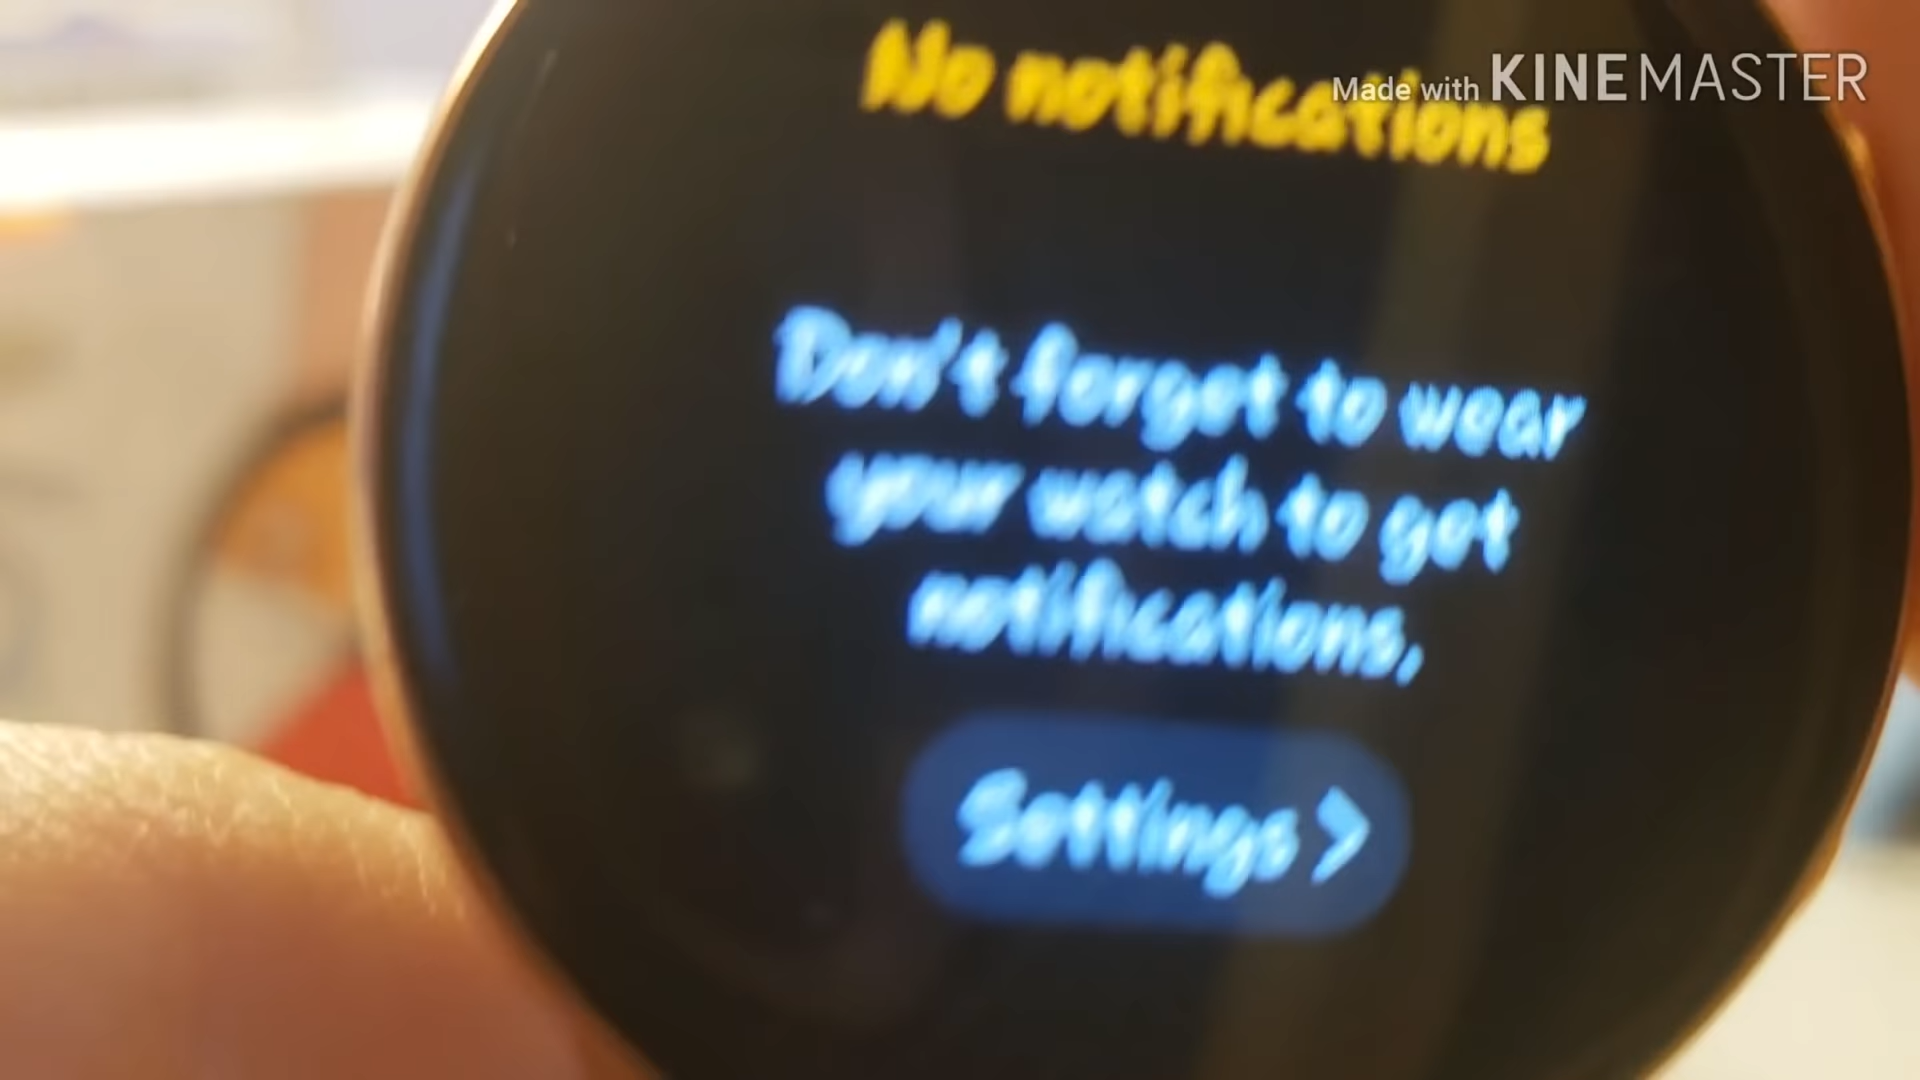 No notifications
Made with KINEMASTER
Don't forget to wear
your watch to get
notifications.
Settings >